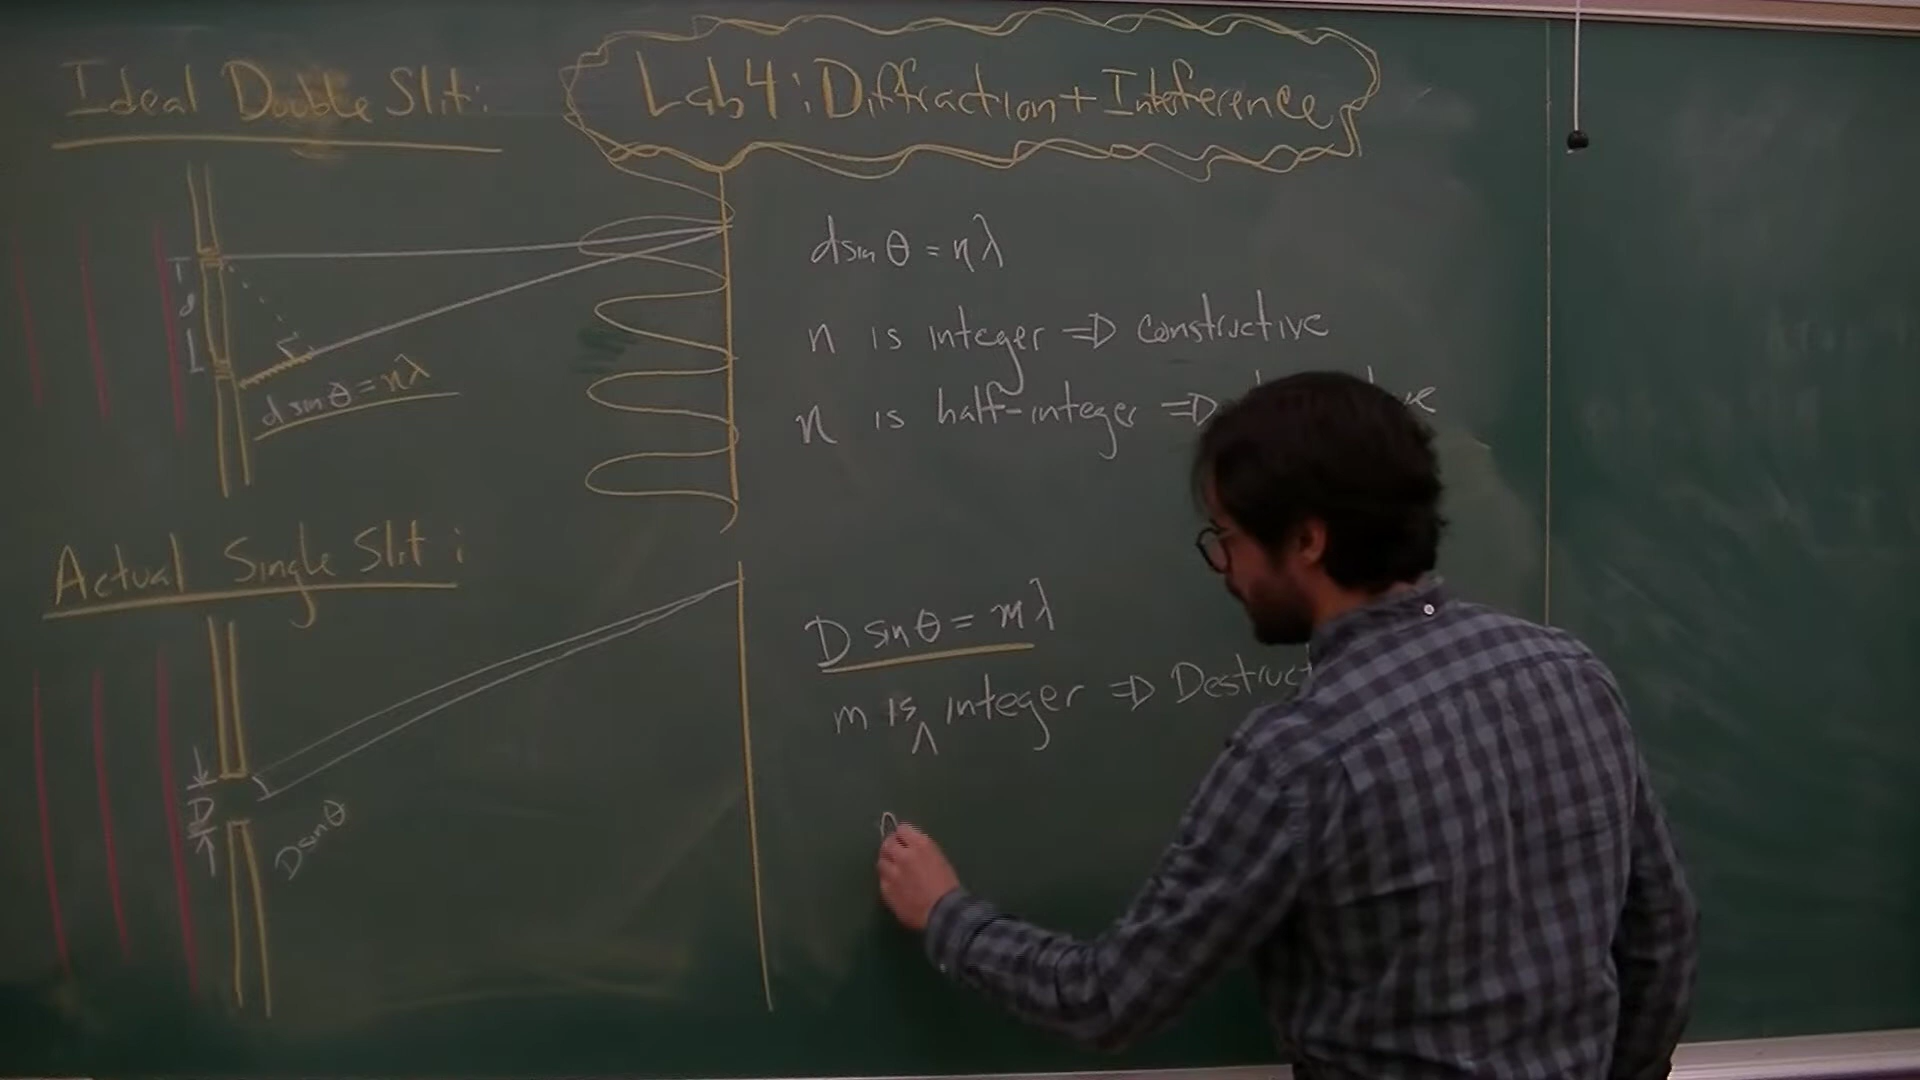 Lab 4: Diffraction + Interference
Ideal Double Slit:
d
d sin θ = nλ
d sin θ = nλ
n is integer ⇒ constructive
n is half-integer ⇒
Actual Single Slit:
D
D sin θ
D sin θ = mλ
m is ∧ integer ⇒ Destruct